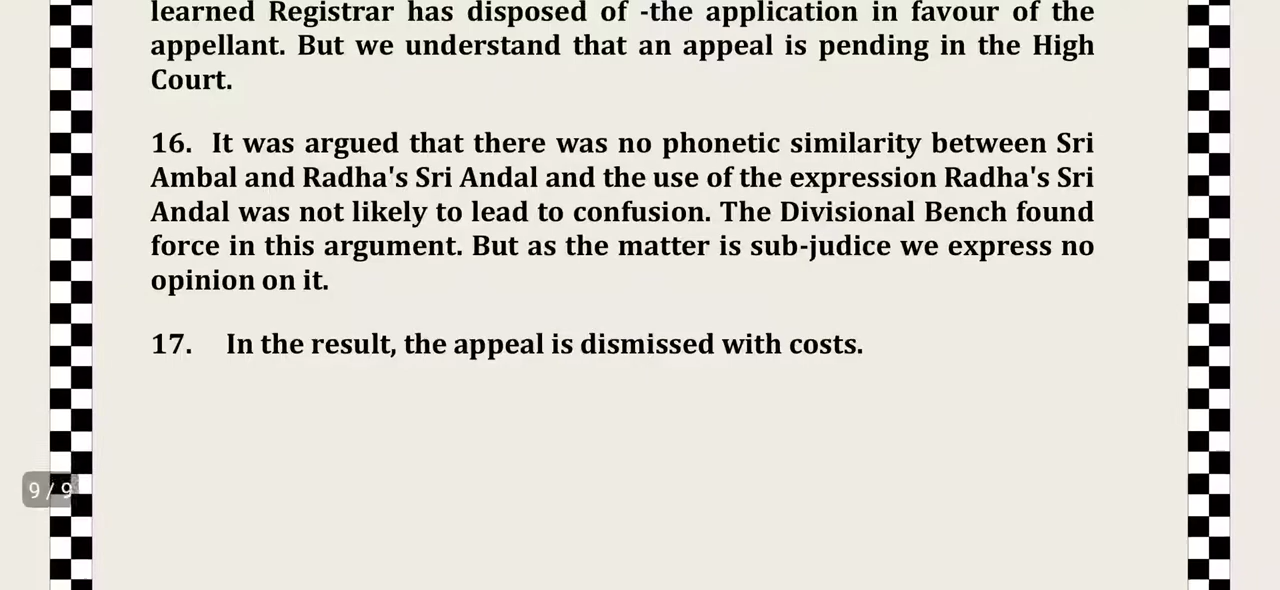 learned Registrar has disposed of -the application in favour of the
appellant. But we understand that an appeal is pending in the High
Court.
16. It was argued that there was no phonetic similarity between Sri
Ambal and Radha's Sri Andal and the use of the expression Radha's Sri
Andal was not likely to lead to confusion. The Divisional Bench found
force in this argument. But as the matter is sub-judice we express no
opinion on it.
17. In the result, the appeal is dismissed with costs.
9 / 9